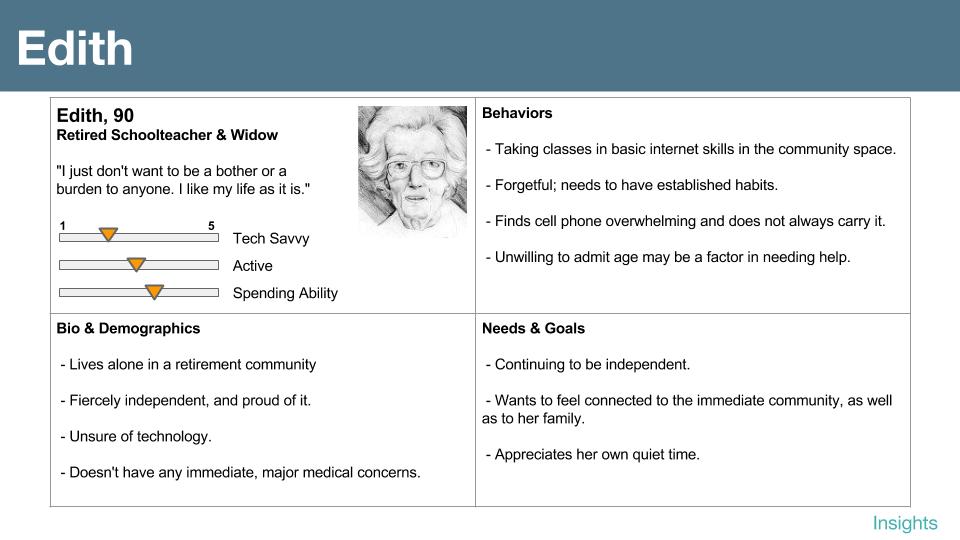 Edith
Edith, 90
Retired Schoolteacher & Widow
"I just don't want to be a bother or a
burden to anyone. I like my life as it is."
1 5
Tech Savvy
Active
Spending Ability
Behaviors
- Taking classes in basic internet skills in the community space.
- Forgetful; needs to have established habits.
- Finds cell phone overwhelming and does not always carry it.
- Unwilling to admit age may be a factor in needing help.
Bio & Demographics
- Lives alone in a retirement community
- Fiercely independent, and proud of it.
- Unsure of technology.
- Doesn't have any immediate, major medical concerns.
Needs & Goals
- Continuing to be independent.
- Wants to feel connected to the immediate community, as well
as to her family.
- Appreciates her own quiet time.
Insights